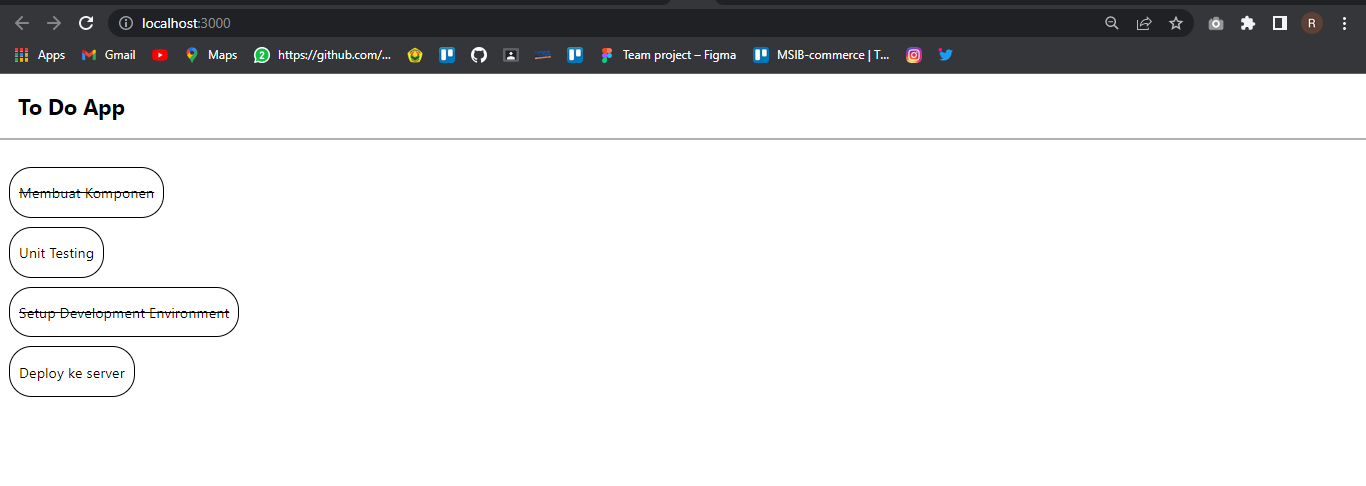 localhost:3000
R
Apps Gmail Maps 2 https://github.com/... Team project – Figma MSIB-commerce | T...
To Do App
Membuat Komponen
Unit Testing
Setup Development Environment
Deploy ke server